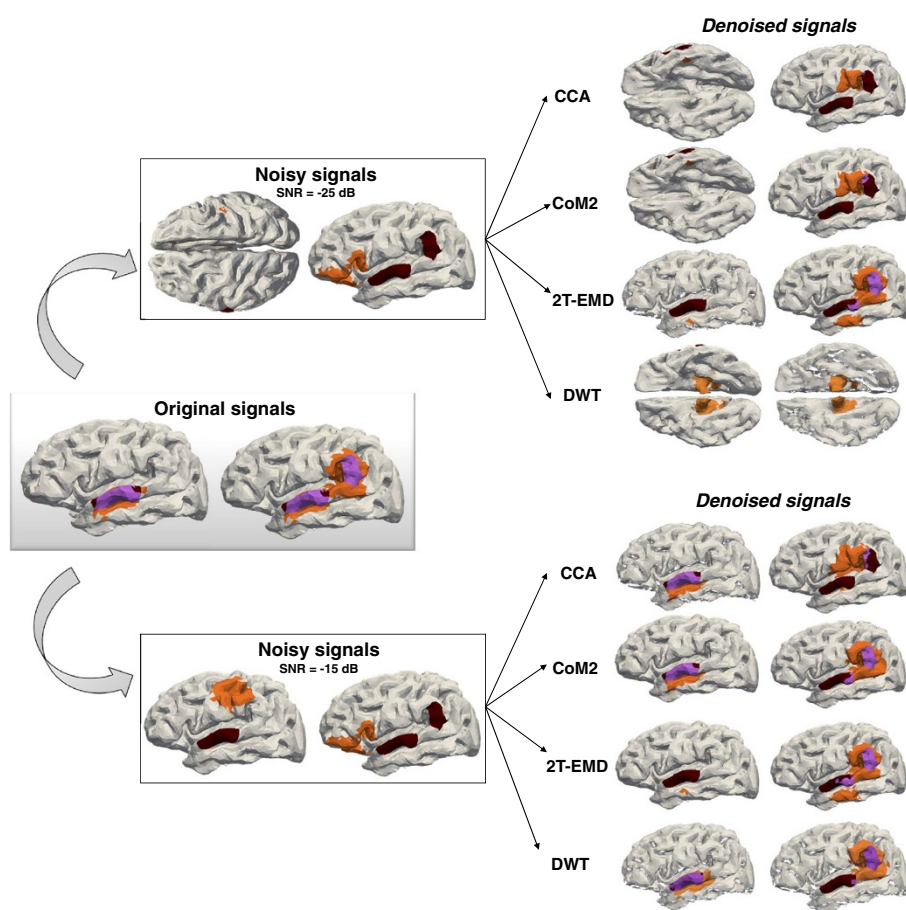 Denoised signals
CCA
Noisy signals
SNR = -25 dB
CoM2
2T-EMD
DWT
Original signals
Denoised signals
CCA
Noisy signals
SNR = -15 dB
CoM2
2T-EMD
DWT